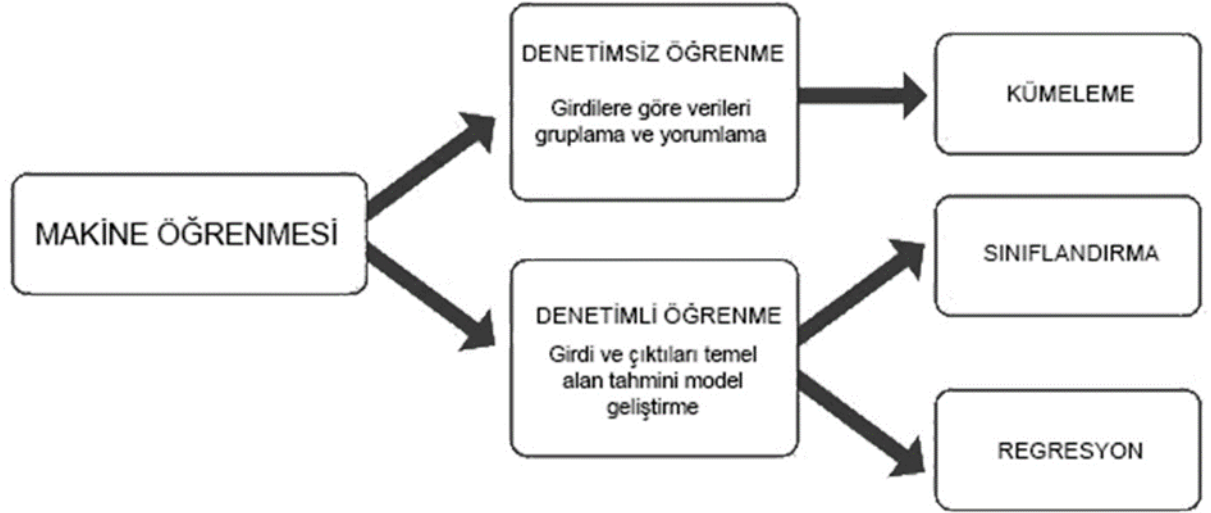 MAKİNE ÖĞRENMESİ
DENETİMSİZ ÖĞRENME
Girdilere göre verileri
gruplama ve yorumlama
DENETİMLİ ÖĞRENME
Girdi ve çıktıları temel
alan tahmini model
geliştirme
KÜMELEME
SINIFLANDIRMA
REGRESYON